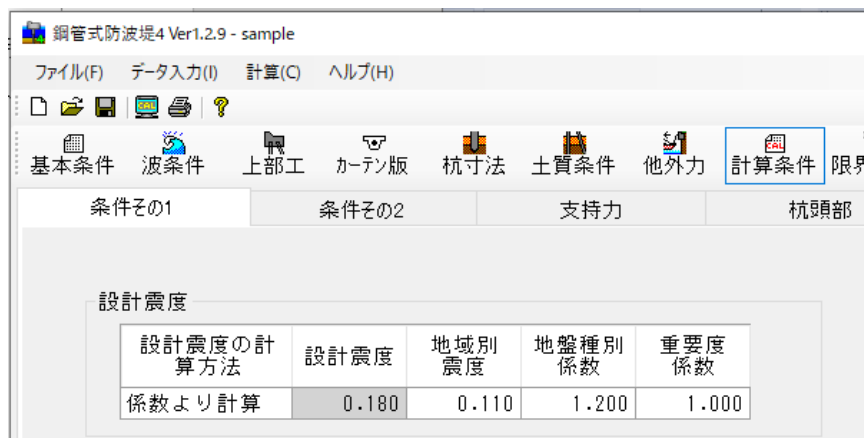 鋼管式防波堤4 Ver1.2.9 - sample
ファイル(F) データ入力(I) 計算(C) ヘルプ(H)
基本条件 波条件 上部工 カーテン版 杭寸法 土質条件 他外力 計算条件 限界
条件その1 条件その2 支持力 杭頭部
設計震度
設計震度の計算方法 設計震度 地域別震度 地盤種別係数 重要度係数
係数より計算 0.180 0.110 1.200 1.000